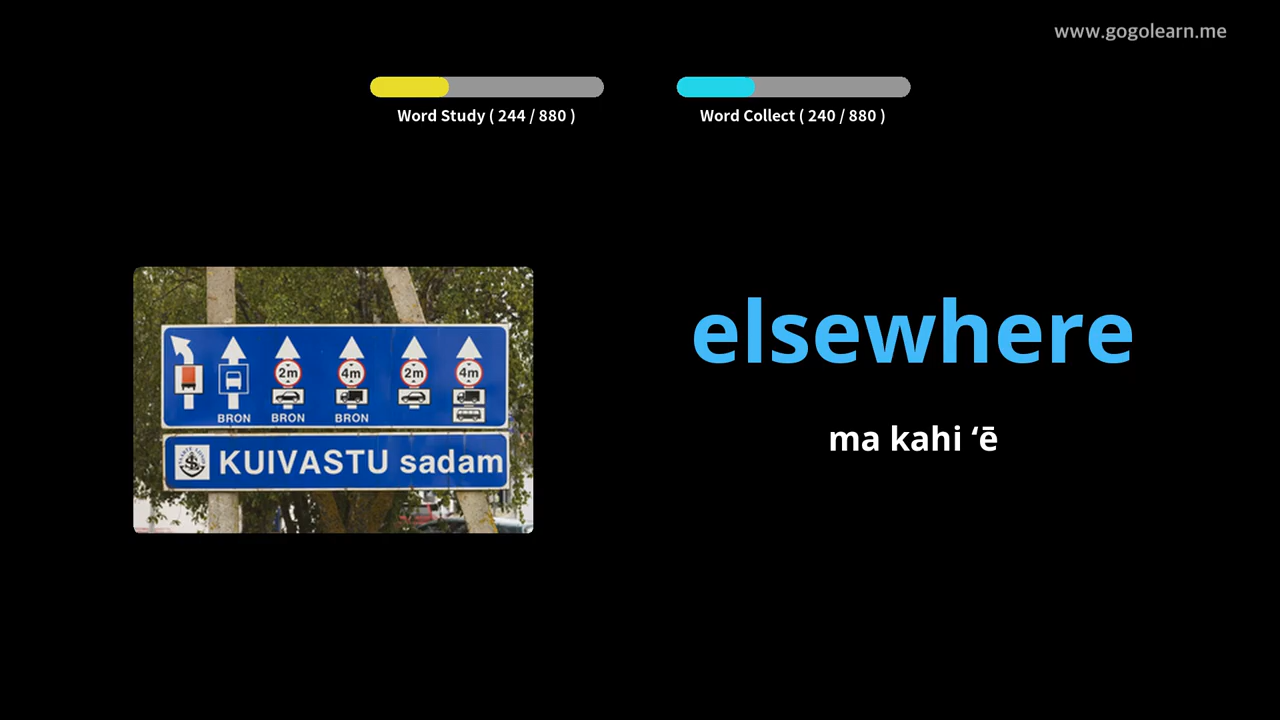 www.gogolearn.me
Word Study ( 244 / 880 )
Word Collect ( 240 / 880 )
2m 4m 2m 4m
BRON BRON BRON
KUIVASTU sadam
elsewhere
ma kahi ‘ē